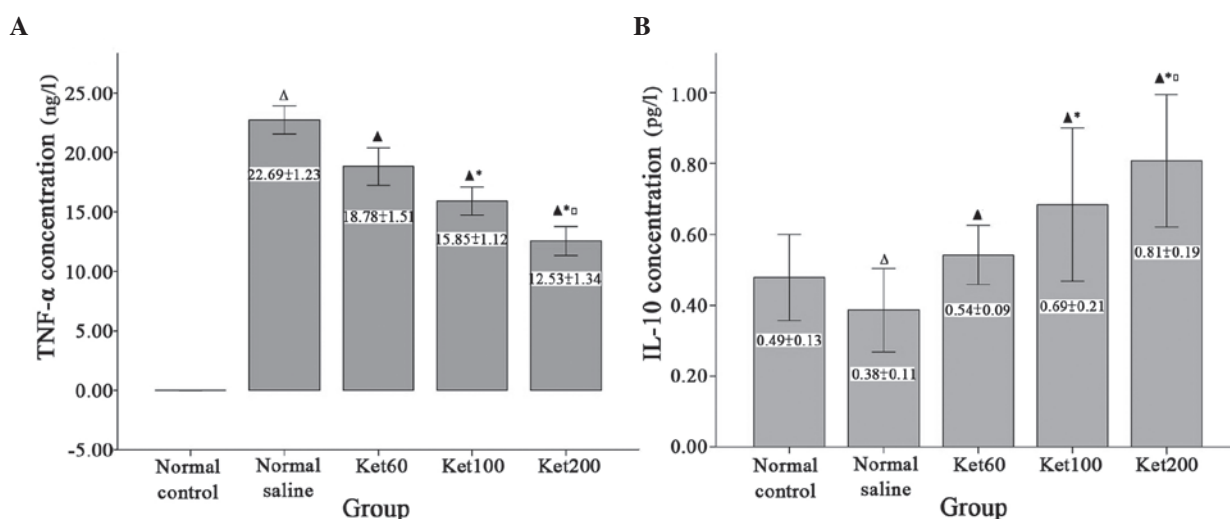 A
TNF-α concentration (ng/l)
25.00
20.00
15.00
10.00
5.00
0.00
-5.00
Δ
▲
▲*
▲*▫
22.69±1.23
18.78±1.51
15.85±1.12
12.53±1.34
Normal control
Normal saline
Ket60
Ket100
Ket200
Group
B
IL-10 concentration (pg/l)
1.00
0.80
0.60
0.40
0.20
0.00
Δ
▲
▲*
▲*▫
0.49±0.13
0.38±0.11
0.54±0.09
0.69±0.21
0.81±0.19
Normal control
Normal saline
Ket60
Ket100
Ket200
Group